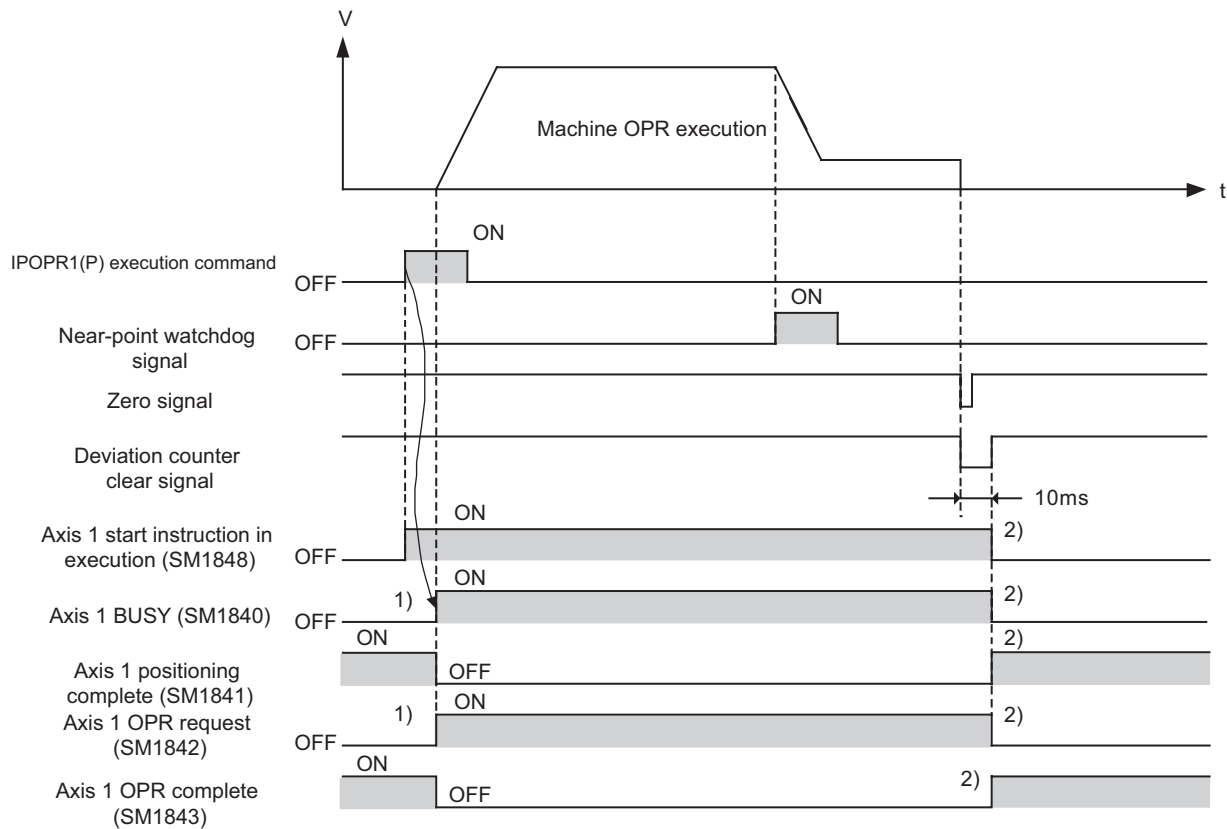 V
Machine OPR execution
t
ON
IPOPR1(P) execution command
OFF
ON
Near-point watchdog
signal
OFF
Zero signal
Deviation counter
clear signal
10ms
ON
Axis 1 start instruction in
execution (SM1848)
OFF
2)
ON
1)
2)
Axis 1 BUSY (SM1840)
OFF
ON
2)
Axis 1 positioning
complete (SM1841)
OFF
ON
Axis 1 OPR request
(SM1842)
1)
2)
OFF
ON
Axis 1 OPR complete
(SM1843)
OFF
2)